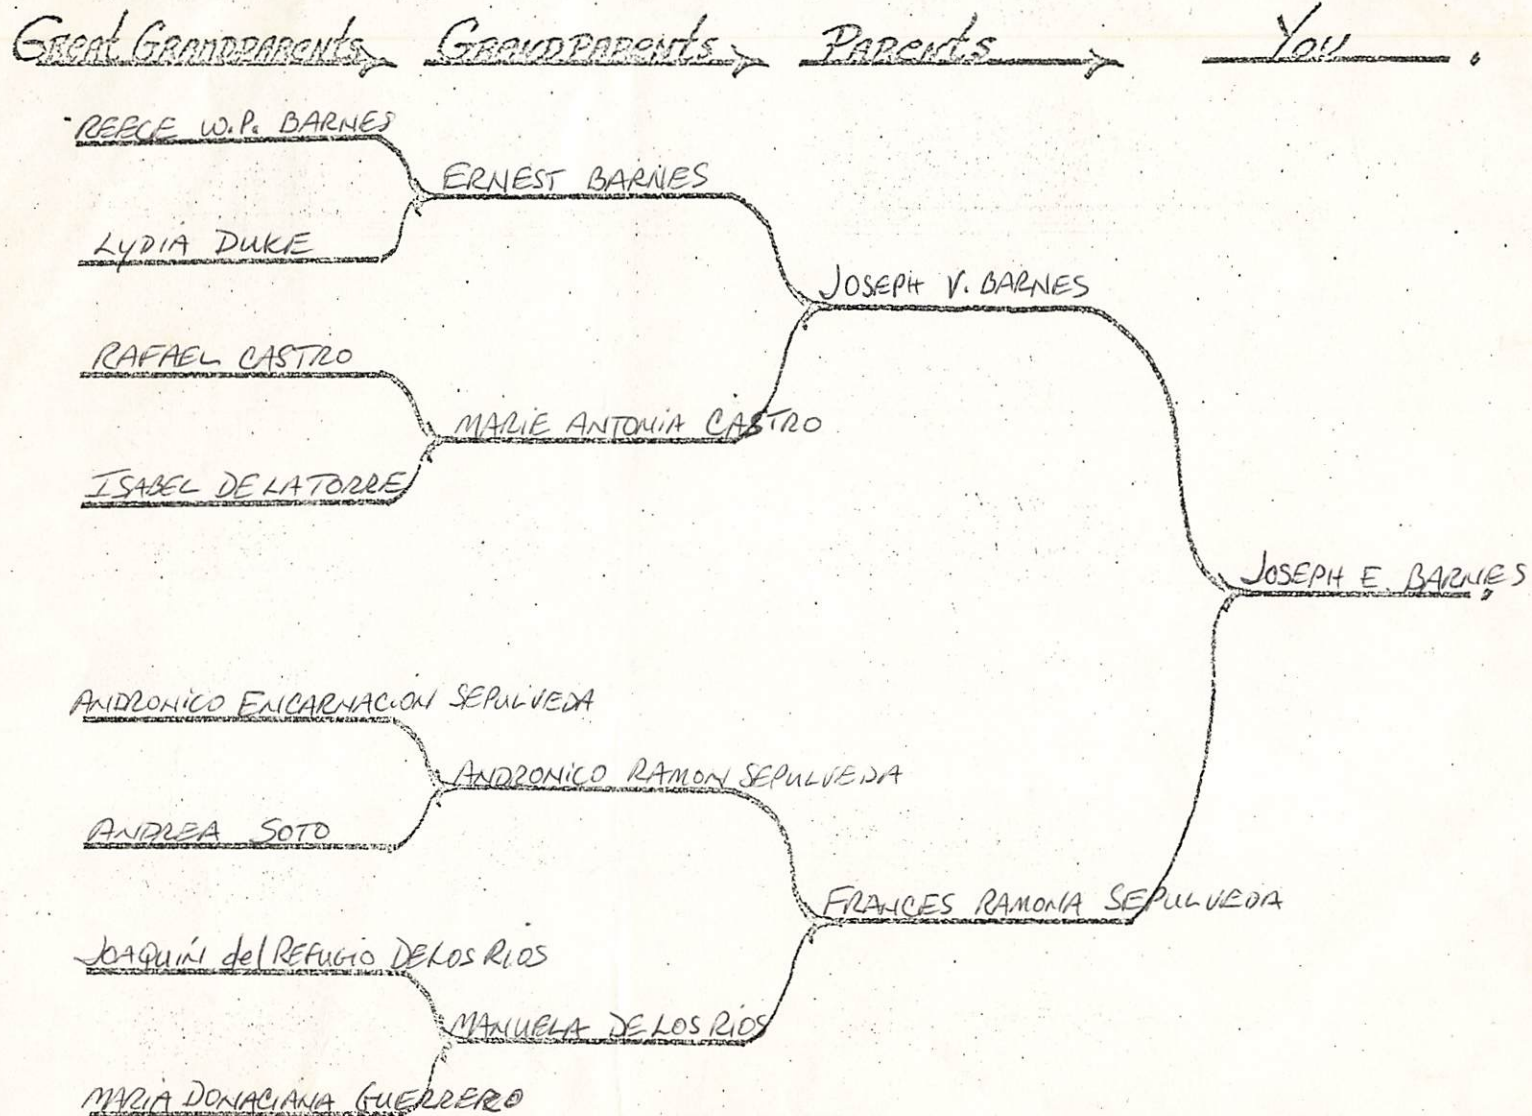 Great Grandparents Grandparents Parents You.
REECE W.P. BARNES
ERNEST BARNES
LYDIA DUKE
JOSEPH V. BARNES
RAFAEL CASTRO
MARIE ANTONIA CASTRO
ISABEL DE LA TORRE
JOSEPH E. BARNES
ANDRONICO ENCARNACION SEPULVEDA
ANDRONICO RAMON SEPULVEDA
ANDREA SOTO
FRANCES RAMONA SEPULVEDA
JOAQUIN del REFUGIO DE LOS RIOS
MANUELA DE LOS RIOS
MARIA DONACIANA GUERRERO